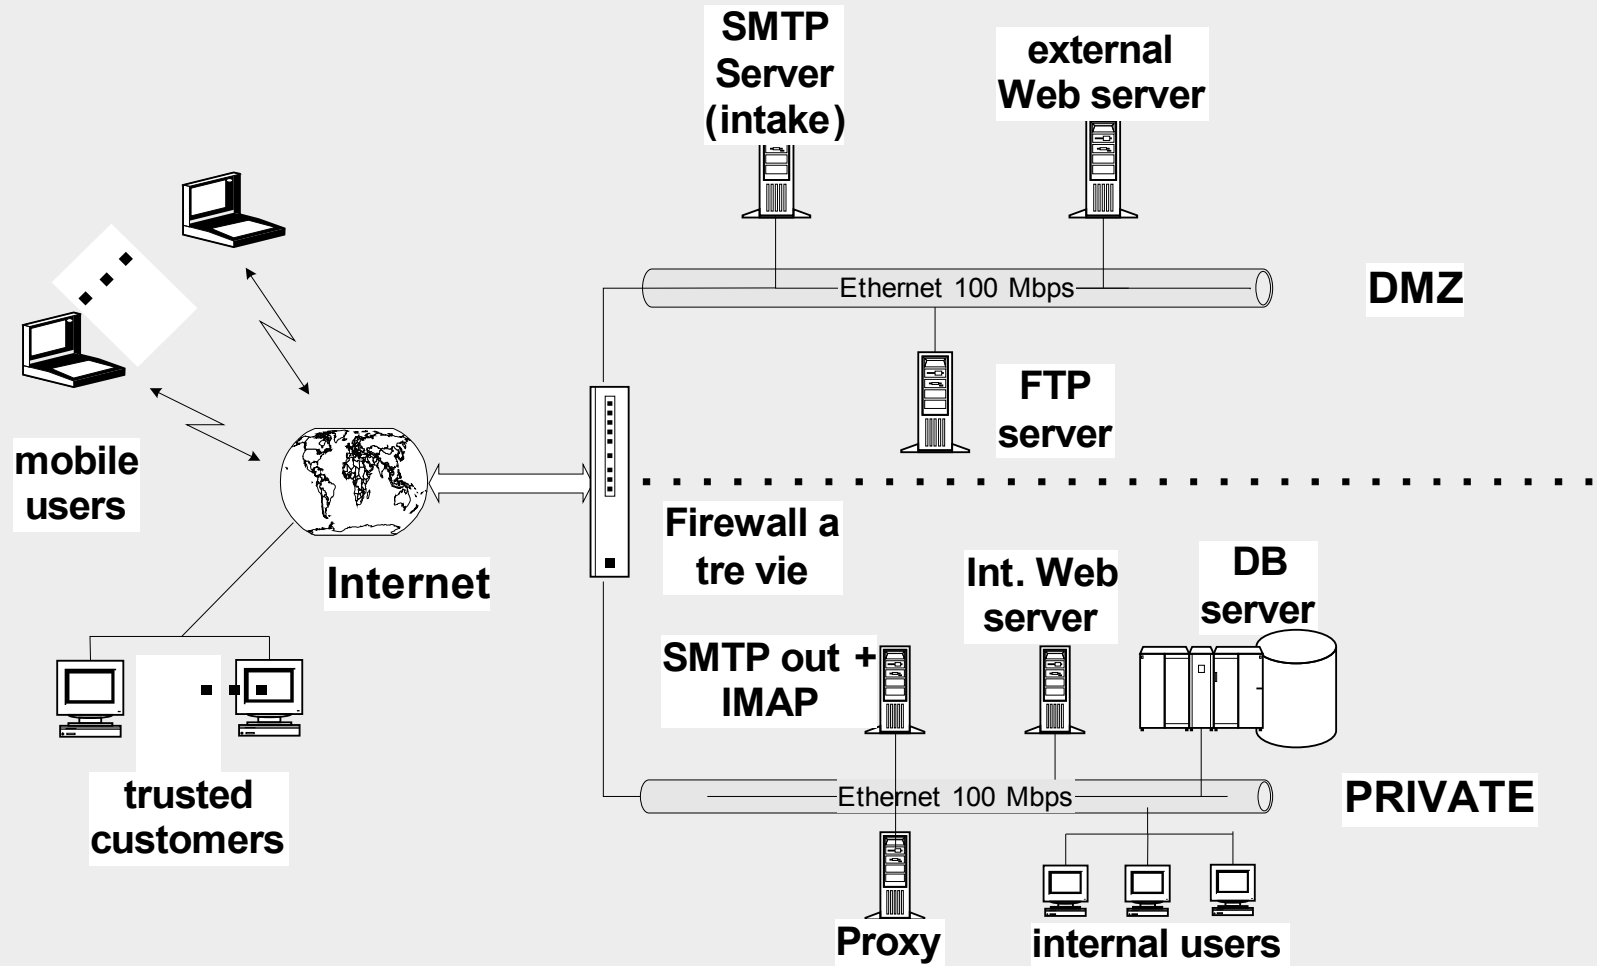 SMTP
Server
(intake)
external
Web server
Ethernet 100 Mbps
DMZ
FTP
server
mobile
users
Internet
Firewall a
tre vie
Int. Web
server
DB
server
SMTP out +
IMAP
trusted
customers
Ethernet 100 Mbps
PRIVATE
Proxy
internal users